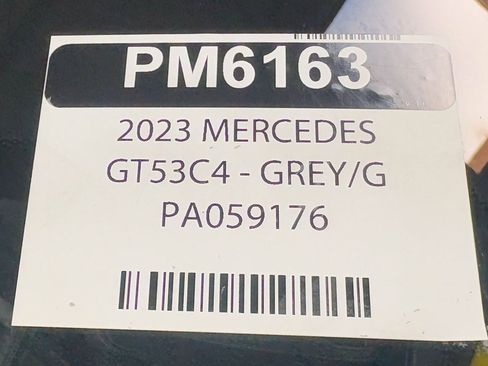 PM6163
2023 MERCEDES
GT53C4 - GREY/G
PA059176